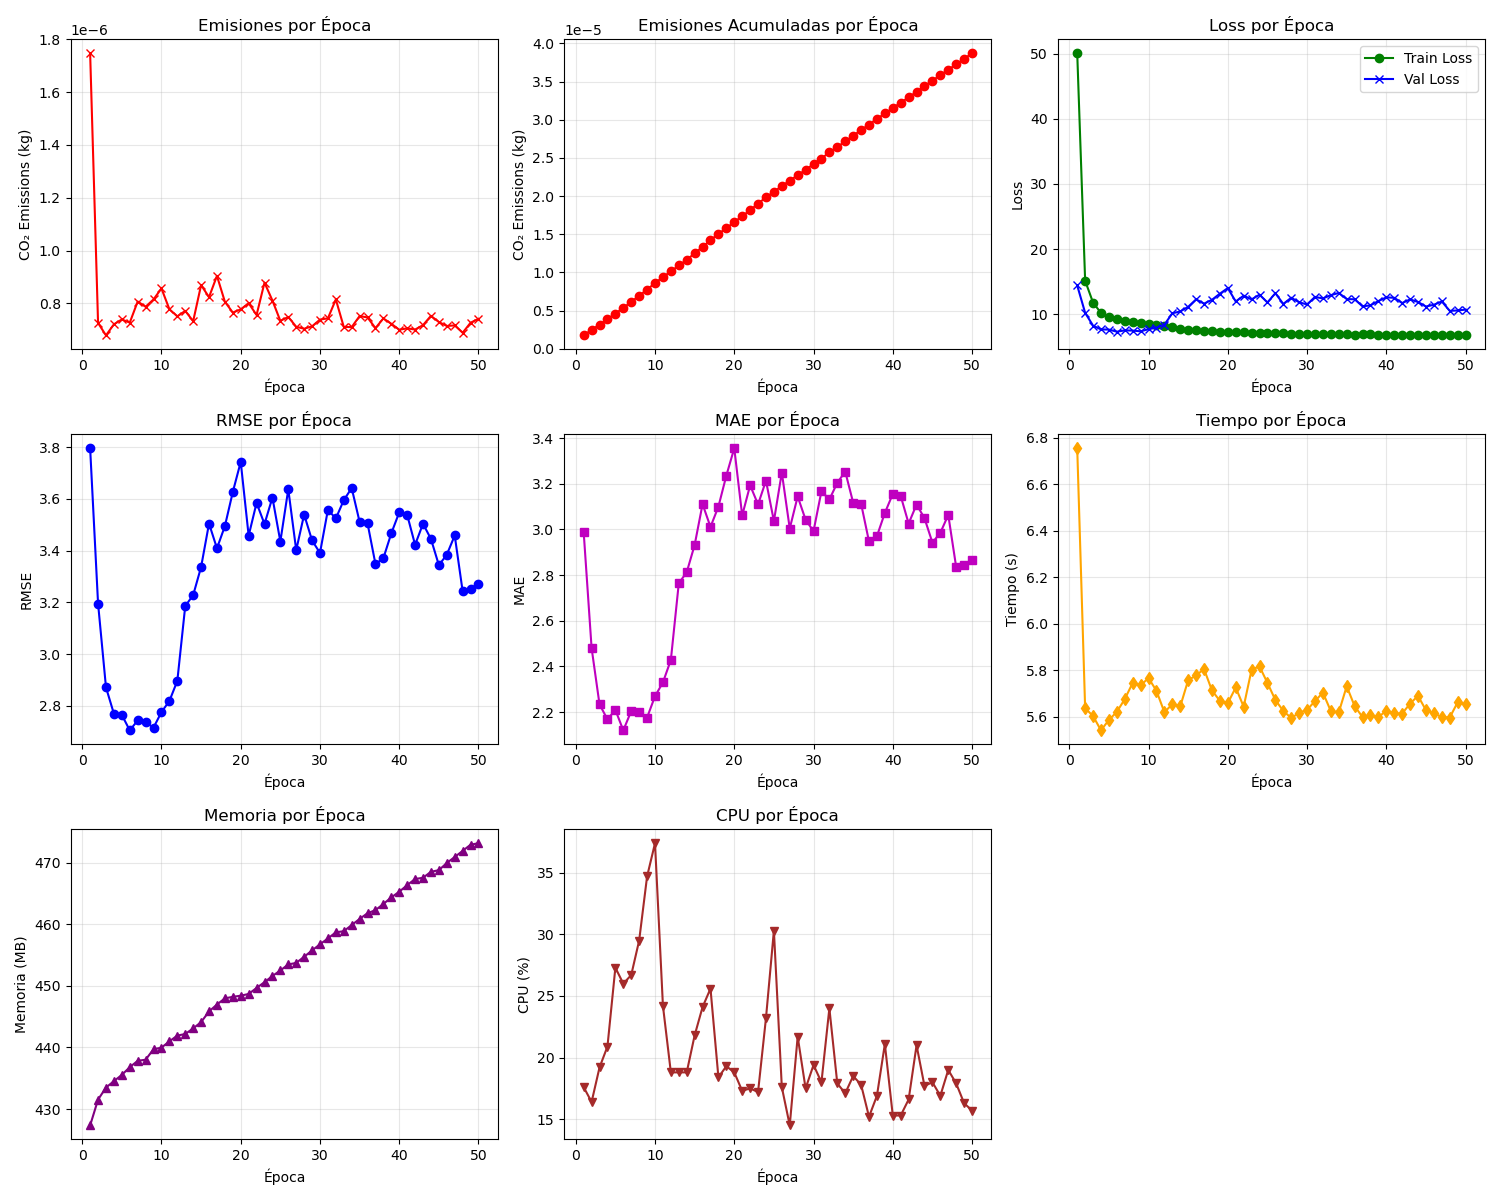 Emisiones por Época
1e−6
1.8
1.6
1.4
1.2
1.0
0.8
CO₂ Emissions (kg)
0 10 20 30 40 50
Época
Emisiones Acumuladas por Época
1e−5
4.0
3.5
3.0
2.5
2.0
1.5
1.0
0.5
0.0
CO₂ Emissions (kg)
0 10 20 30 40 50
Época
Loss por Época
Train Loss
Val Loss
50
40
30
20
10
Loss
0 10 20 30 40 50
Época
RMSE por Época
3.8
3.6
3.4
3.2
3.0
2.8
RMSE
0 10 20 30 40 50
Época
MAE por Época
3.4
3.2
3.0
2.8
2.6
2.4
2.2
MAE
0 10 20 30 40 50
Época
Tiempo por Época
6.8
6.6
6.4
6.2
6.0
5.8
5.6
Tiempo (s)
0 10 20 30 40 50
Época
Memoria por Época
470
460
450
440
430
Memoria (MB)
0 10 20 30 40 50
Época
CPU por Época
35
30
25
20
15
CPU (%)
0 10 20 30 40 50
Época